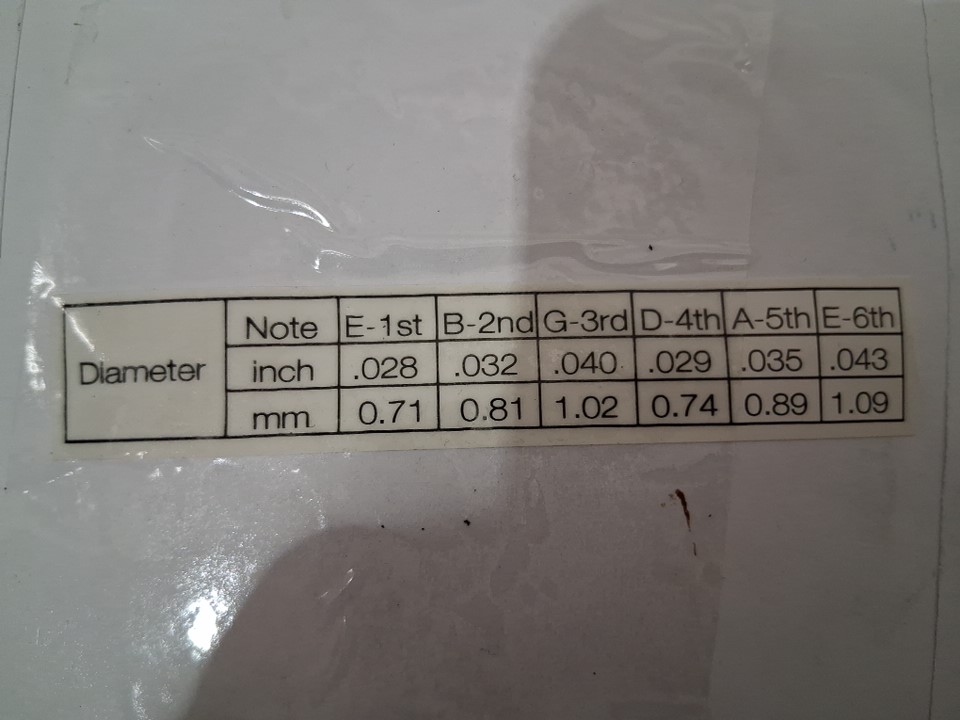 Note E-1st B-2nd G-3rd D-4th A-5th E-6th
Diameter inch .028 .032 .040 .029 .035 .043
mm 0.71 0.81 1.02 0.74 0.89 1.09